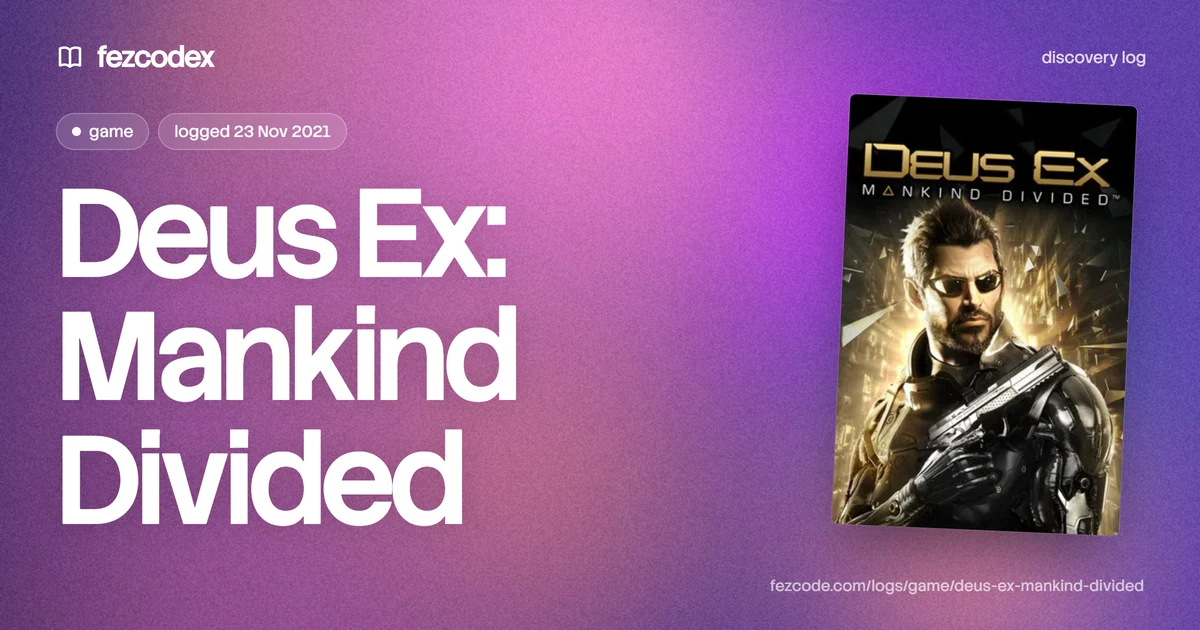 fezcodex
discovery log
game
logged 23 Nov 2021
Deus Ex:
Mankind
Divided
DEUS EX
MANKIND DIVIDED™
fezcode.com/logs/game/deus-ex-mankind-divided